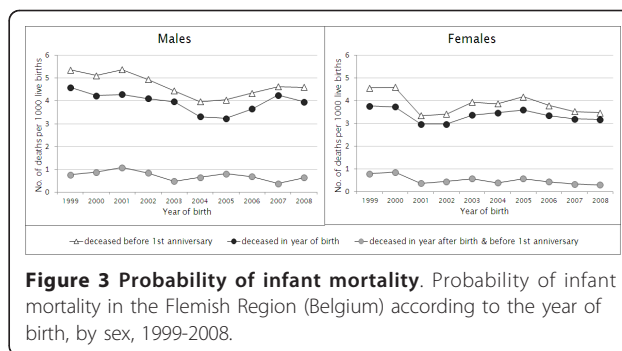 Males
6
5
4
3
2
1
0
No. of deaths per 1000 live births
1999 2000 2001 2002 2003 2004 2005 2006 2007 2008
Year of birth
Females
6
5
4
3
2
1
0
No. of deaths per 1000 live births
1999 2000 2001 2002 2003 2004 2005 2006 2007 2008
Year of birth
deceased before 1st anniversary deceased in year of birth deceased in year after birth & before 1st anniversary
Figure 3 Probability of infant mortality. Probability of infant
mortality in the Flemish Region (Belgium) according to the year of
birth, by sex, 1999-2008.